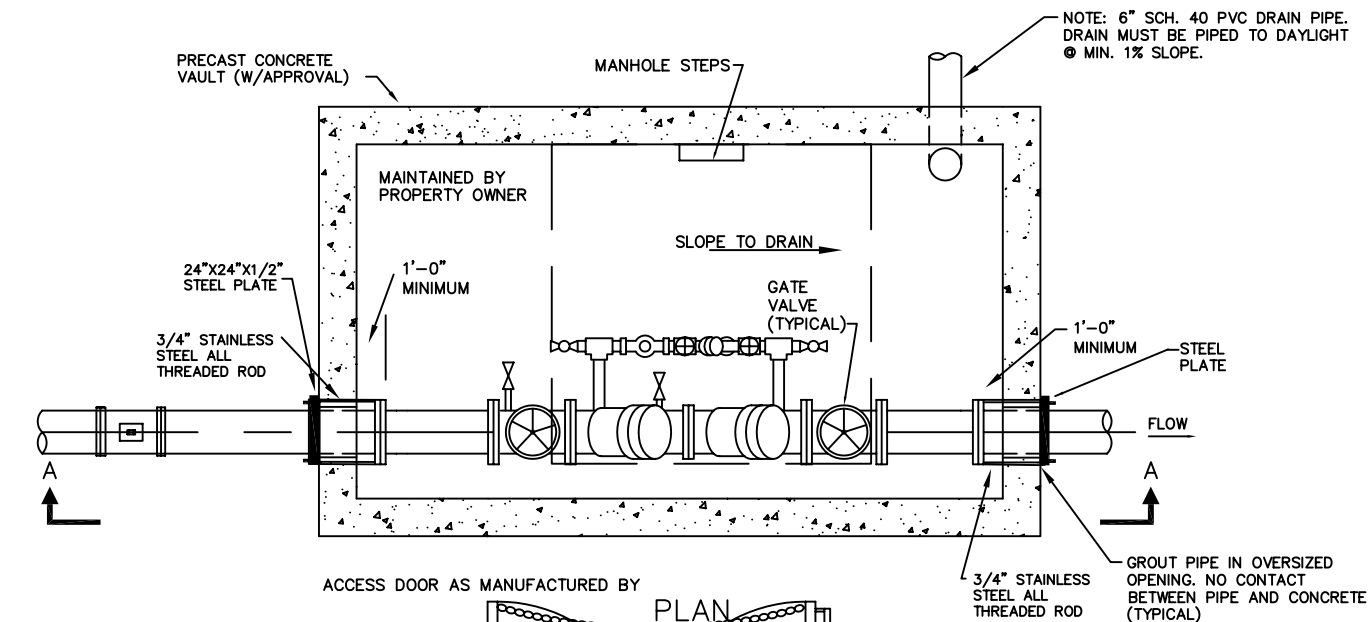 NOTE: 6" SCH. 40 PVC DRAIN PIPE.
DRAIN MUST BE PIPED TO DAYLIGHT
@ MIN. 1% SLOPE.
PRECAST CONCRETE
VAULT (W/APPROVAL)
MANHOLE STEPS
MAINTAINED BY
PROPERTY OWNER
SLOPE TO DRAIN
24"X24"X1/2"
STEEL PLATE
1'-0"
MINIMUM
GATE
VALVE
(TYPICAL)
3/4" STAINLESS
STEEL ALL
THREADED ROD
1'-0"
MINIMUM
STEEL
PLATE
FLOW
A
A
GROUT PIPE IN OVERSIZED
OPENING. NO CONTACT
BETWEEN PIPE AND CONCRETE
(TYPICAL)
3/4" STAINLESS
STEEL ALL
THREADED ROD
ACCESS DOOR AS MANUFACTURED BY
PLAN